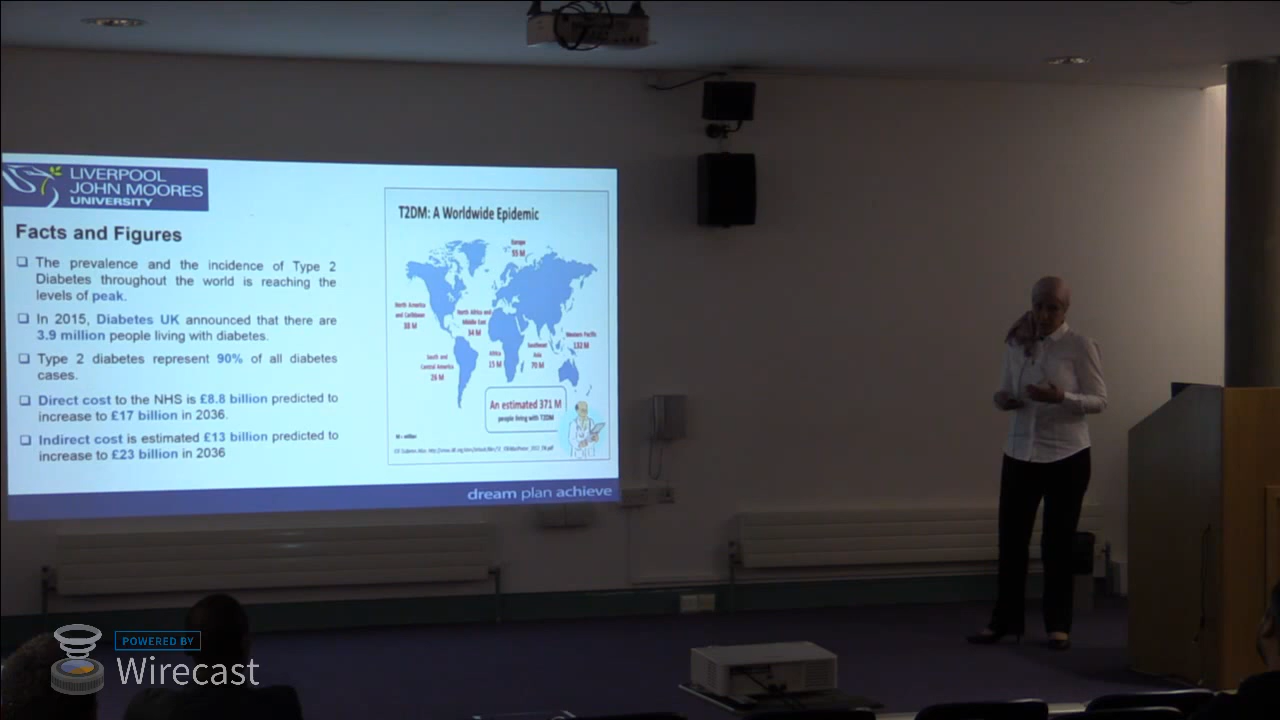 LIVERPOOL
JOHN MOORES
UNIVERSITY
Facts and Figures
The prevalence and the incidence of Type 2
Diabetes throughout the world is reaching the
levels of peak.
In 2015, Diabetes UK announced that there are
3.9 million people living with diabetes.
Type 2 diabetes represent 90% of all diabetes
cases.
Direct cost to the NHS is £8.8 billion predicted to
increase to £17 billion in 2036.
Indirect cost is estimated £13 billion predicted to
increase to £23 billion in 2036
T2DM: A Worldwide Epidemic
Europe
55 M
North America
and Caribbean
38 M
North Africa and
Middle East
34 M
Western Pacific
132 M
Southeast
Asia
70 M
Africa
15 M
South and
Central America
26 M
An estimated 371 M
people living with T2DM
M = million
dream plan achieve
POWERED BY
Wirecast